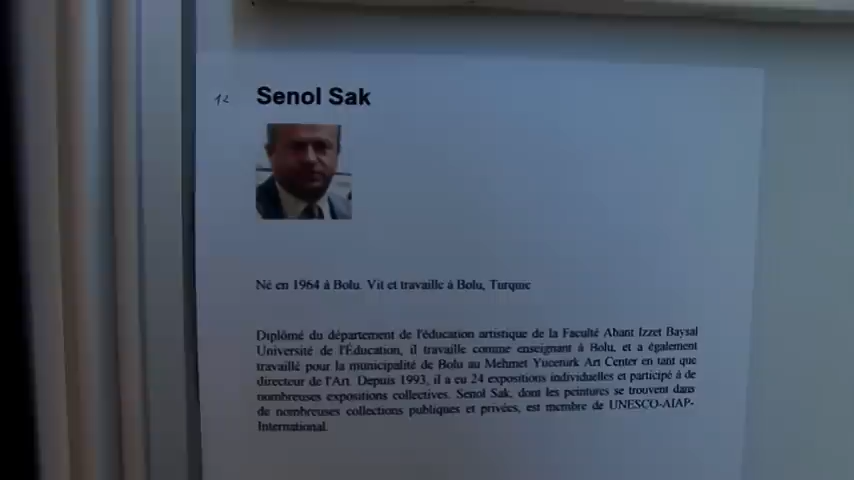 12 Senol Sak
Né en 1964 à Bolu. Vit et travaille à Bolu, Turquie
Diplômé du département de l'éducation artistique de la Faculté Abant Izzet Baysal
Université de l'Éducation, il travaille comme enseignant à Bolu, et a également
travaillé pour la municipalité de Bolu au Mehmet Yucenirk Art Center en tant que
directeur de l'Art. Depuis 1993, il a eu 24 expositions individuelles et participé à de
nombreuses expositions collectives. Senol Sak, dont les peintures se trouvent dans
de nombreuses collections publiques et privées, est membre de UNESCO-AIAP-
International.